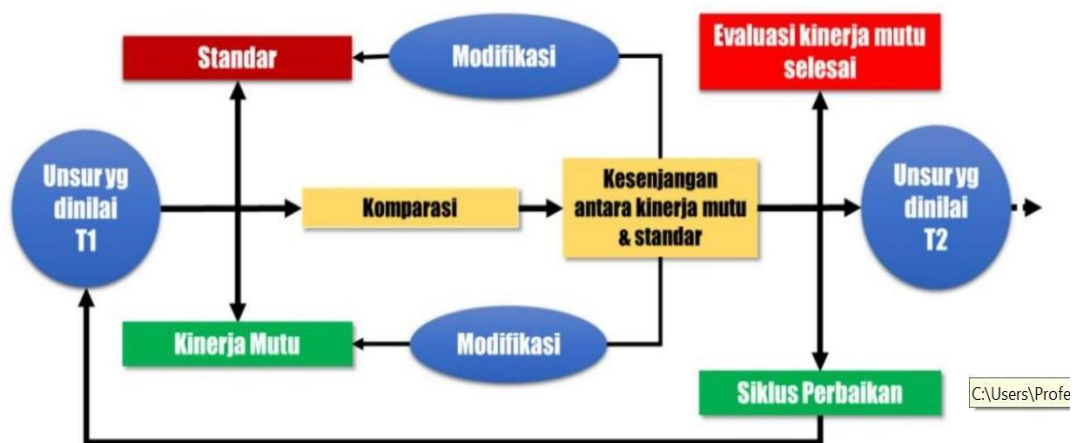 Standar
Modifikasi
Evaluasi kinerja mutu
selesai
Unsur yg
dinilai
T1
Komparasi
Kesenjangan
antara kinerja mutu
& standar
Unsur yg
dinilai
T2
Kinerja Mutu
Modifikasi
Siklus Perbaikan
C:\Users\Profe